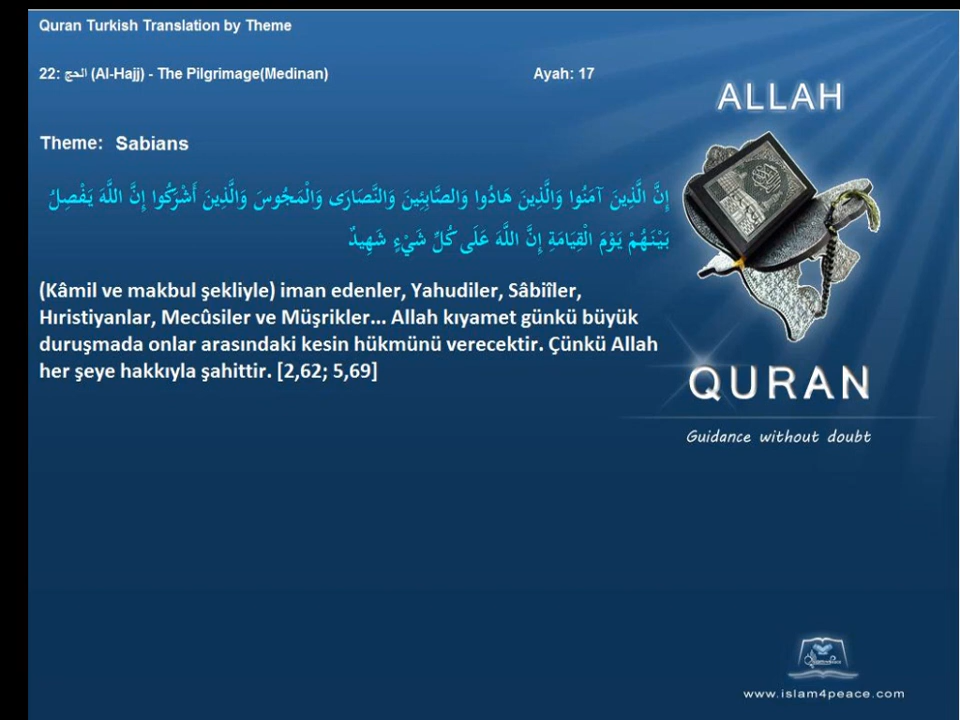 Quran Turkish Translation by Theme
22: الحج (Al-Hajj) - The Pilgrimage(Medinan) Ayah: 17
Theme: Sabians
إِنَّ الَّذِينَ آمَنُوا وَالَّذِينَ هَادُوا وَالصَّابِئِينَ وَالنَّصَارَى وَالْمَجُوسَ وَالَّذِينَ أَشْرَكُوا إِنَّ اللَّهَ يَفْصِلُ
بَيْنَهُمْ يَوْمَ الْقِيَامَةِ إِنَّ اللَّهَ عَلَى كُلِّ شَيْءٍ شَهِيدٌ
(Kâmil ve makbul şekliyle) iman edenler, Yahudiler, Sâbiîler,
Hıristiyanlar, Mecûsiler ve Müşrikler... Allah kıyamet günkü büyük
duruşmada onlar arasındaki kesin hükmünü verecektir. Çünkü Allah
her şeye hakkıyla şahittir. [2,62; 5,69]
ALLAH
QURAN
Guidance without doubt
www.islam4peace.com